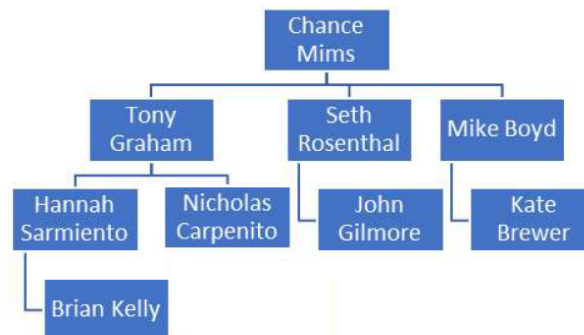 Chance
Mims
Tony
Graham
Seth
Rosenthal
Mike Boyd
Hannah
Sarmiento
Nicholas
Carpenito
John
Gilmore
Kate
Brewer
Brian Kelly